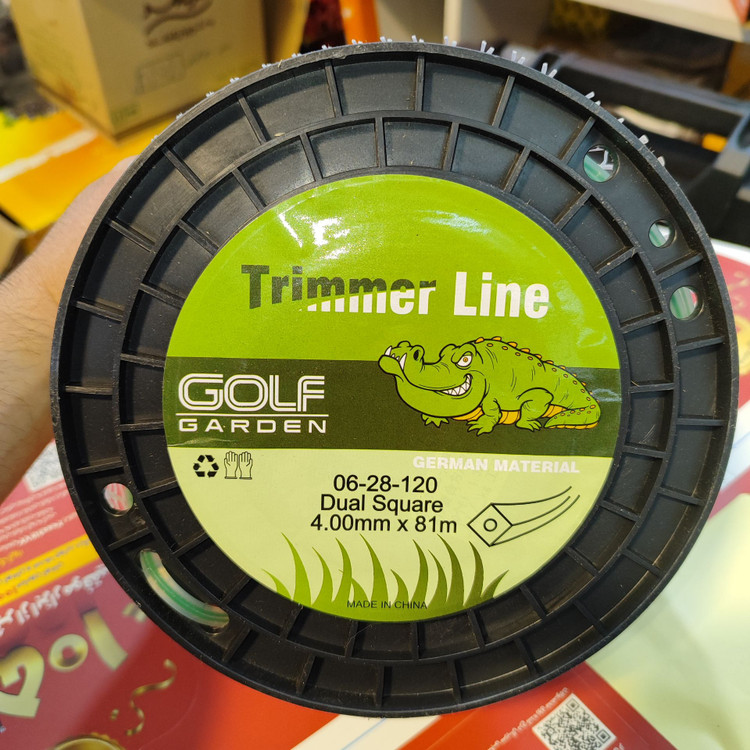 Trimmer Line
GOLF
GARDEN
GERMAN MATERIAL
06-28-120
Dual Square
4.00mm x 81m
MADE IN CHINA